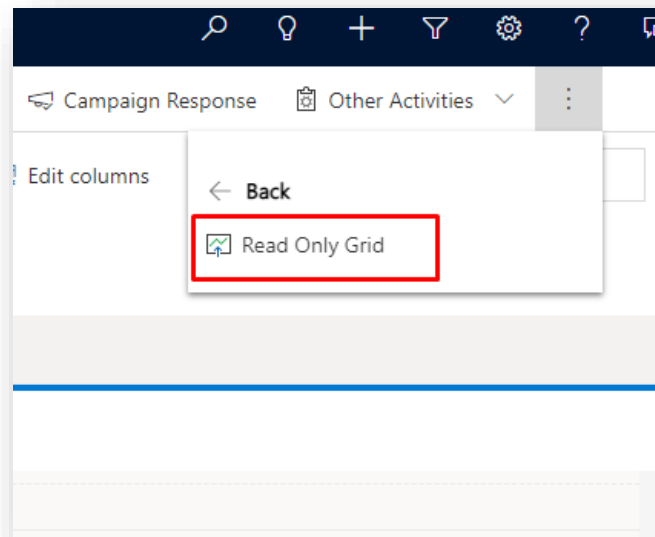 ?
Campaign Response
Other Activities
Edit columns
Back
Read Only Grid